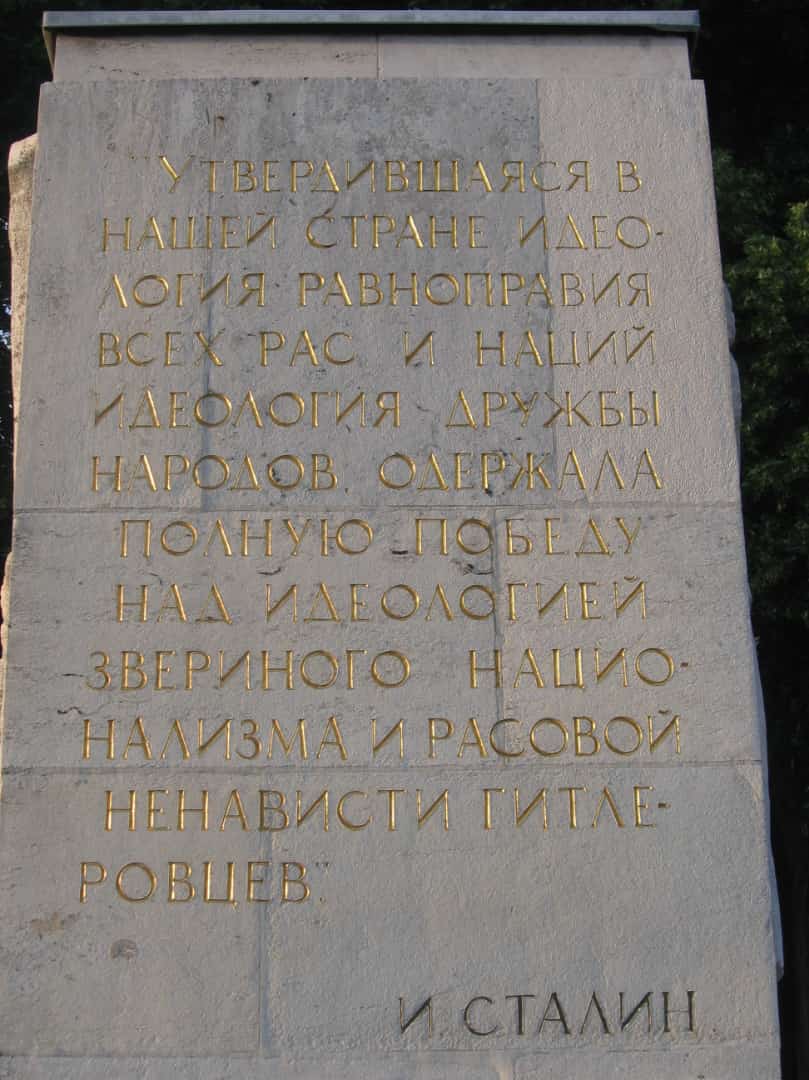 "УТВЕРДИВШАЯСЯ В
НАШЕЙ СТРАНЕ ИДЕО-
ЛОГИЯ РАВНОПРАВИЯ
ВСЕХ РАС И НАЦИЙ
ИДЕОЛОГИЯ ДРУЖБЫ
НАРОДОВ, ОДЕРЖАЛА
ПОЛНУЮ ПОБЕДУ
НАД ИДЕОЛОГИЕЙ
ЗВЕРИНОГО НАЦИО-
НАЛИЗМА И РАСОВОЙ
НЕНАВИСТИ ГИТЛЕ-
РОВЦЕВ."
И. СТАЛИН